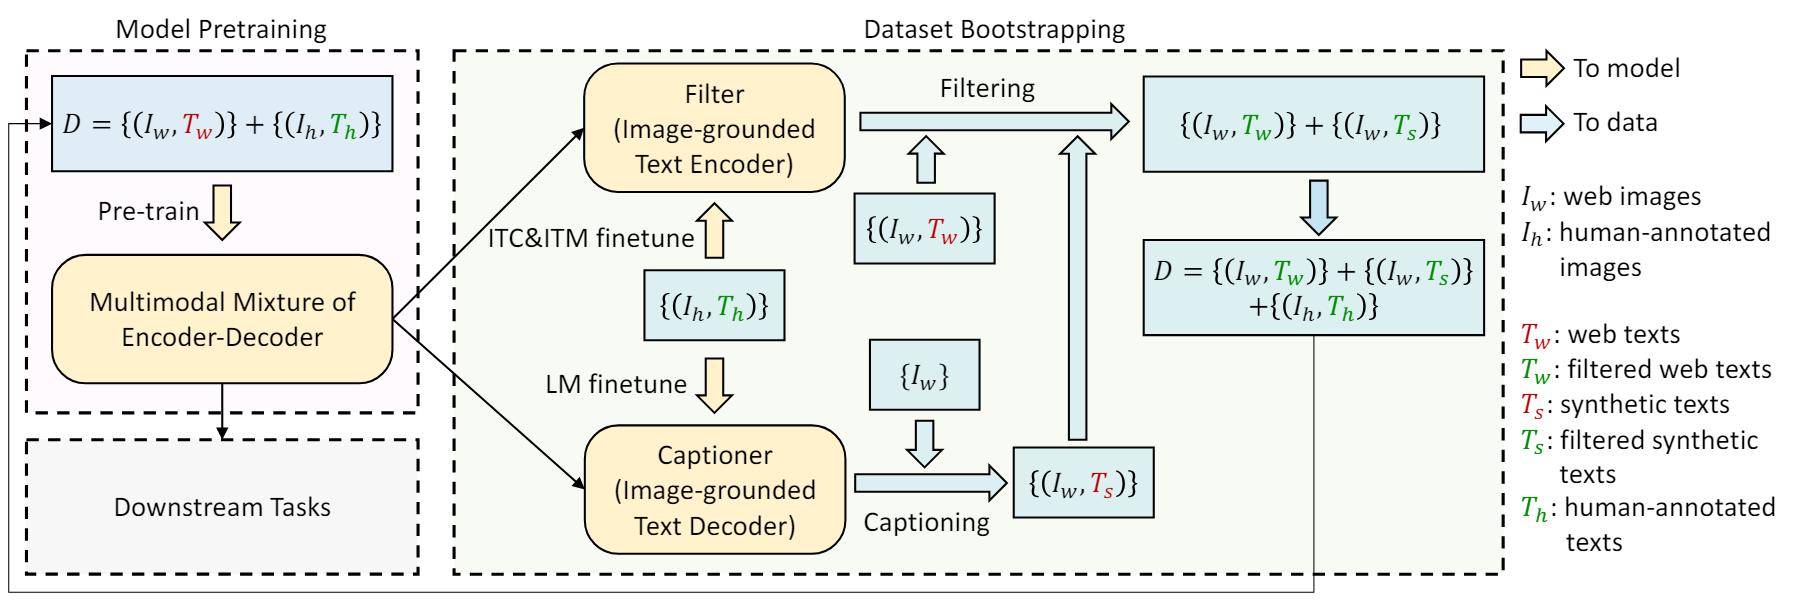 Model Pretraining
D = {(I_w, T_w)} + {(I_h, T_h)}
Pre-train
Multimodal Mixture of
Encoder-Decoder
Downstream Tasks
Dataset Bootstrapping
Filter
(Image-grounded
Text Encoder)
ITC&ITM finetune
{(I_h, T_h)}
LM finetune
Captioner
(Image-grounded
Text Decoder)
Filtering
{(I_w, T_w)}
{I_w}
Captioning
{(I_w, T_s)}
{(I_w, T_w)} + {(I_w, T_s)}
D = {(I_w, T_w)} + {(I_w, T_s)}
+{(I_h, T_h)}
To model
To data
I_w: web images
I_h: human-annotated
images
T_w: web texts
T_w: filtered web texts
T_s: synthetic texts
T_s: filtered synthetic
texts
T_h: human-annotated
texts